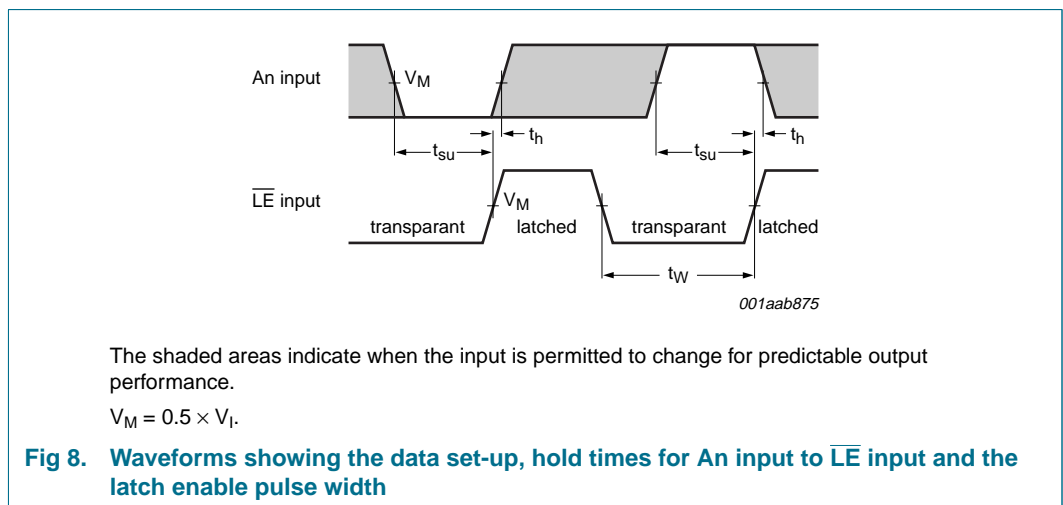 An input
V_M
t_h
t_h
t_su
t_su
L̅E̅ input
V_M
transparant
latched
transparant
latched
t_W
001aab875
The shaded areas indicate when the input is permitted to change for predictable output
performance.
V_M = 0.5 × V_I.
Fig 8. Waveforms showing the data set-up, hold times for An input to L̅E̅ input and the
latch enable pulse width